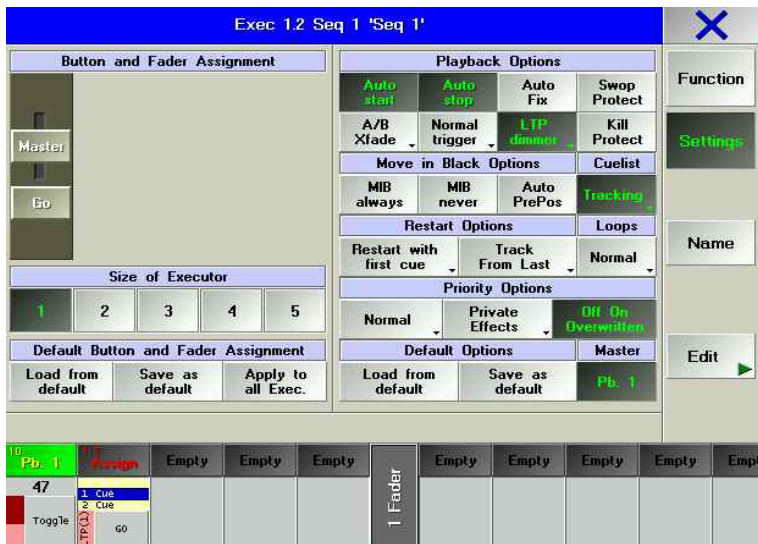 Exec 1.2 Seq 1 'Seq 1'
Button and Fader Assignment
Master
Go
Size of Executor
1 2 3 4 5
Default Button and Fader Assignment
Load from default
Save as default
Apply to all Exec.
Playback Options
Auto start
Auto stop
Auto Fix
Swop Protect
A/B Xfade
Normal trigger
LTP dimmer
Kill Protect
Move in Black Options
Cuelist
MIB always
MIB never
Auto PrePos
Tracking
Restart Options
Loops
Restart with first cue
Track From Last
Normal
Priority Options
Normal
Private Effects
Off On Overwritten
Default Options
Master
Load from default
Save as default
Pb. 1
Function
Settings
Name
Edit
10
Pb. 1
Assign
Empty
Empty
Empty
1 Fader
Empty
Empty
Empty
Empty
Emp
47
Toggle
1 Cue
2 Cue
LTP(1)
GO